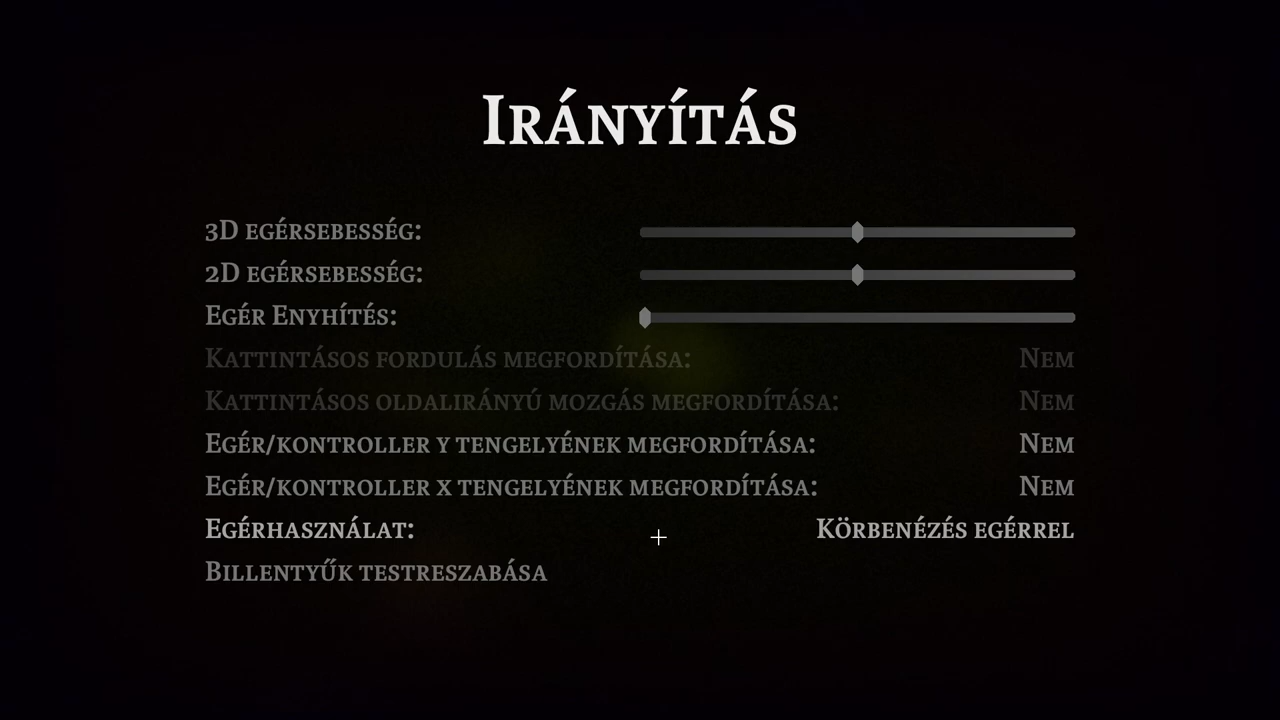 Irányítás
3D egérsebesség:
2D egérsebesség:
Egér Enyhítés:
Kattintásos fordulás megfordítása: Nem
Kattintásos oldalirányú mozgás megfordítása: Nem
Egér/kontroller y tengelyének megfordítása: Nem
Egér/kontroller x tengelyének megfordítása: Nem
Egérhasználat: Körbenézés egérrel
Billentyűk testreszabása